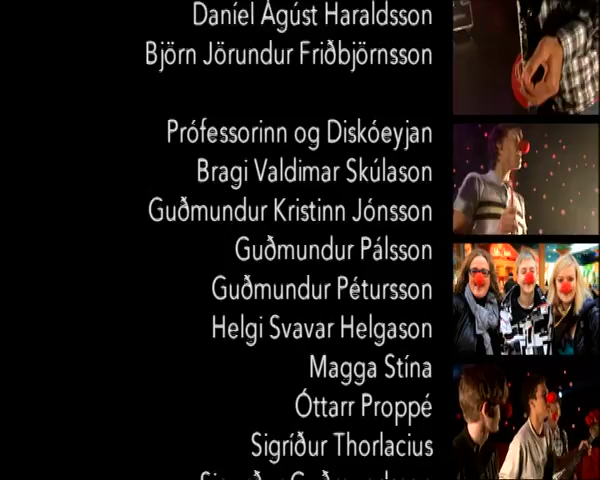 Daníel Ágúst Haraldsson
Björn Jörundur Friðbjörnsson
Prófessorinn og Diskóeyjan
Bragi Valdimar Skúlason
Guðmundur Kristinn Jónsson
Guðmundur Pálsson
Guðmundur Pétursson
Helgi Svavar Helgason
Magga Stína
Óttarr Proppé
Sigríður Thorlacius